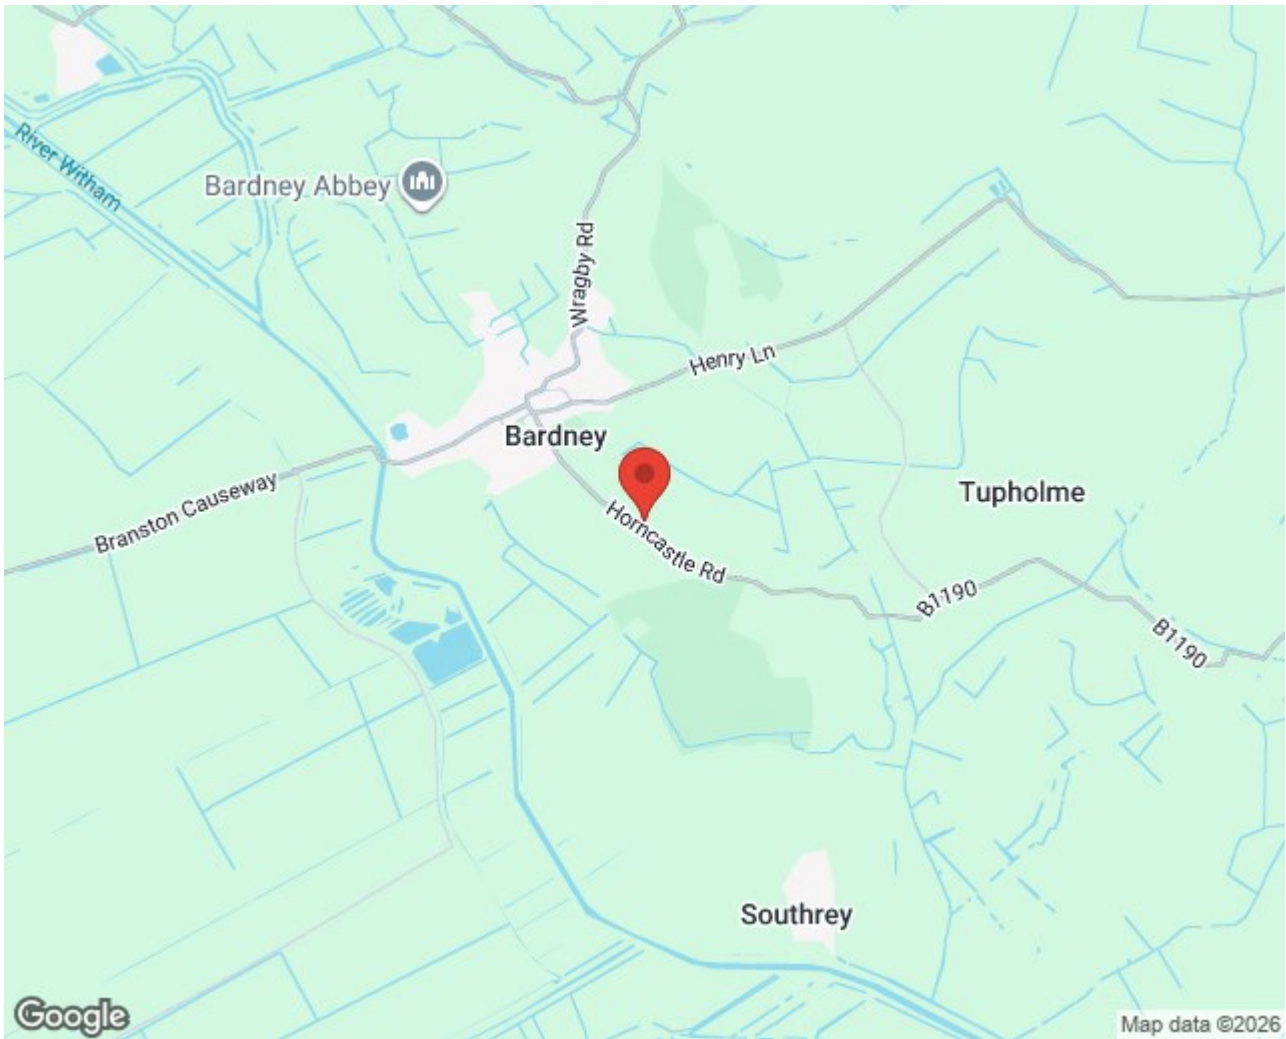 River Witham
Bardney Abbey
Wragby Rd
Henry Ln
Bardney
Tupholme
Branston Causeway
Horncastle Rd
B1190
B1190
Southrey
Google
Map data ©2026